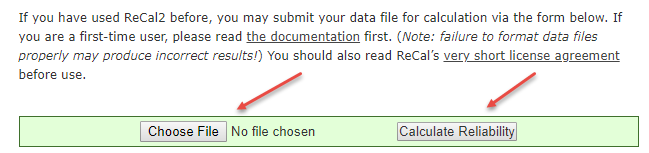 If you have used ReCal2 before, you may submit your data file for calculation via the form below. If
you are a first-time user, please read the documentation first. (Note: failure to format data files
properly may produce incorrect results!) You should also read ReCal’s very short license agreement
before use.
Choose File No file chosen Calculate Reliability